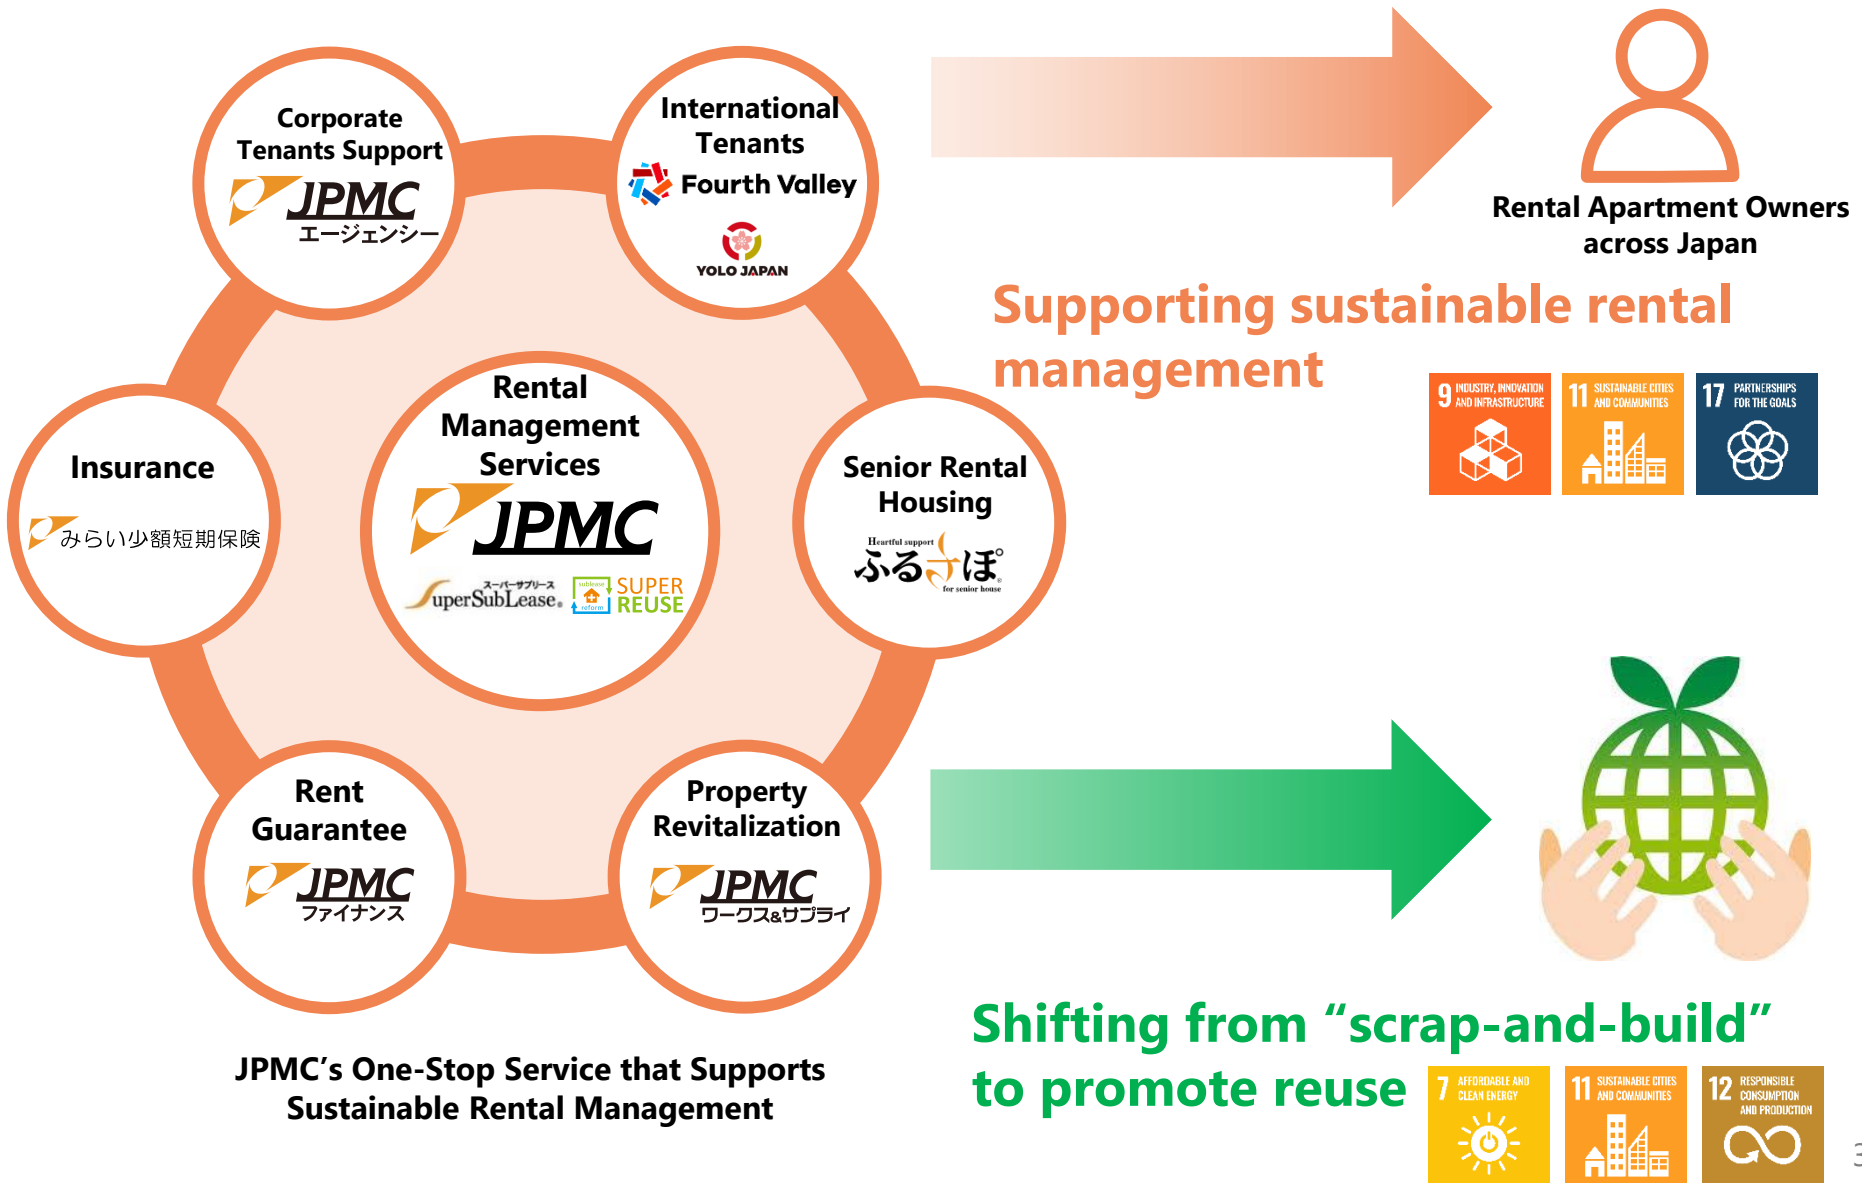 Corporate
Tenants Support
JPMC
エージェンシー
International
Tenants
Fourth Valley
YOLO JAPAN
Insurance
みらい少額短期保険
Rental
Management
Services
JPMC
スーパーサブリース
SuperSubLease®
sublease
reform
SUPER
REUSE
Senior Rental
Housing
Heartful support
ふるさぽ®
for senior house
Rent
Guarantee
JPMC
ファイナンス
Property
Revitalization
JPMC
ワークス&サプライ
JPMC’s One-Stop Service that Supports
Sustainable Rental Management
Rental Apartment Owners
across Japan
Supporting sustainable rental
management
9 INDUSTRY, INNOVATION
AND INFRASTRUCTURE
11 SUSTAINABLE CITIES
AND COMMUNITIES
17 PARTNERSHIPS
FOR THE GOALS
Shifting from “scrap-and-build”
to promote reuse
7 AFFORDABLE AND
CLEAN ENERGY
11 SUSTAINABLE CITIES
AND COMMUNITIES
12 RESPONSIBLE
CONSUMPTION
AND PRODUCTION